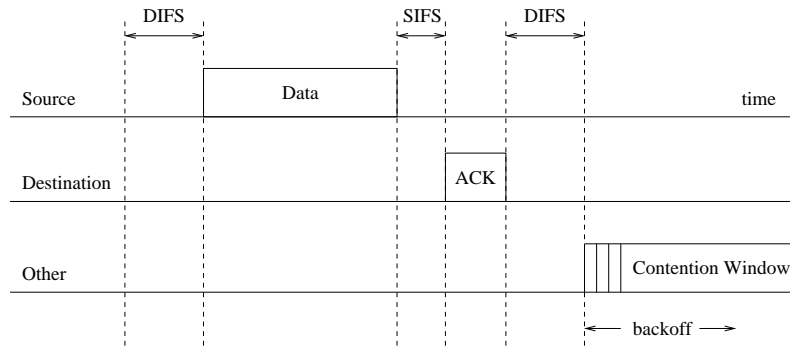 DIFS SIFS DIFS
Source Data time
Destination ACK
Other Contention Window
backoff